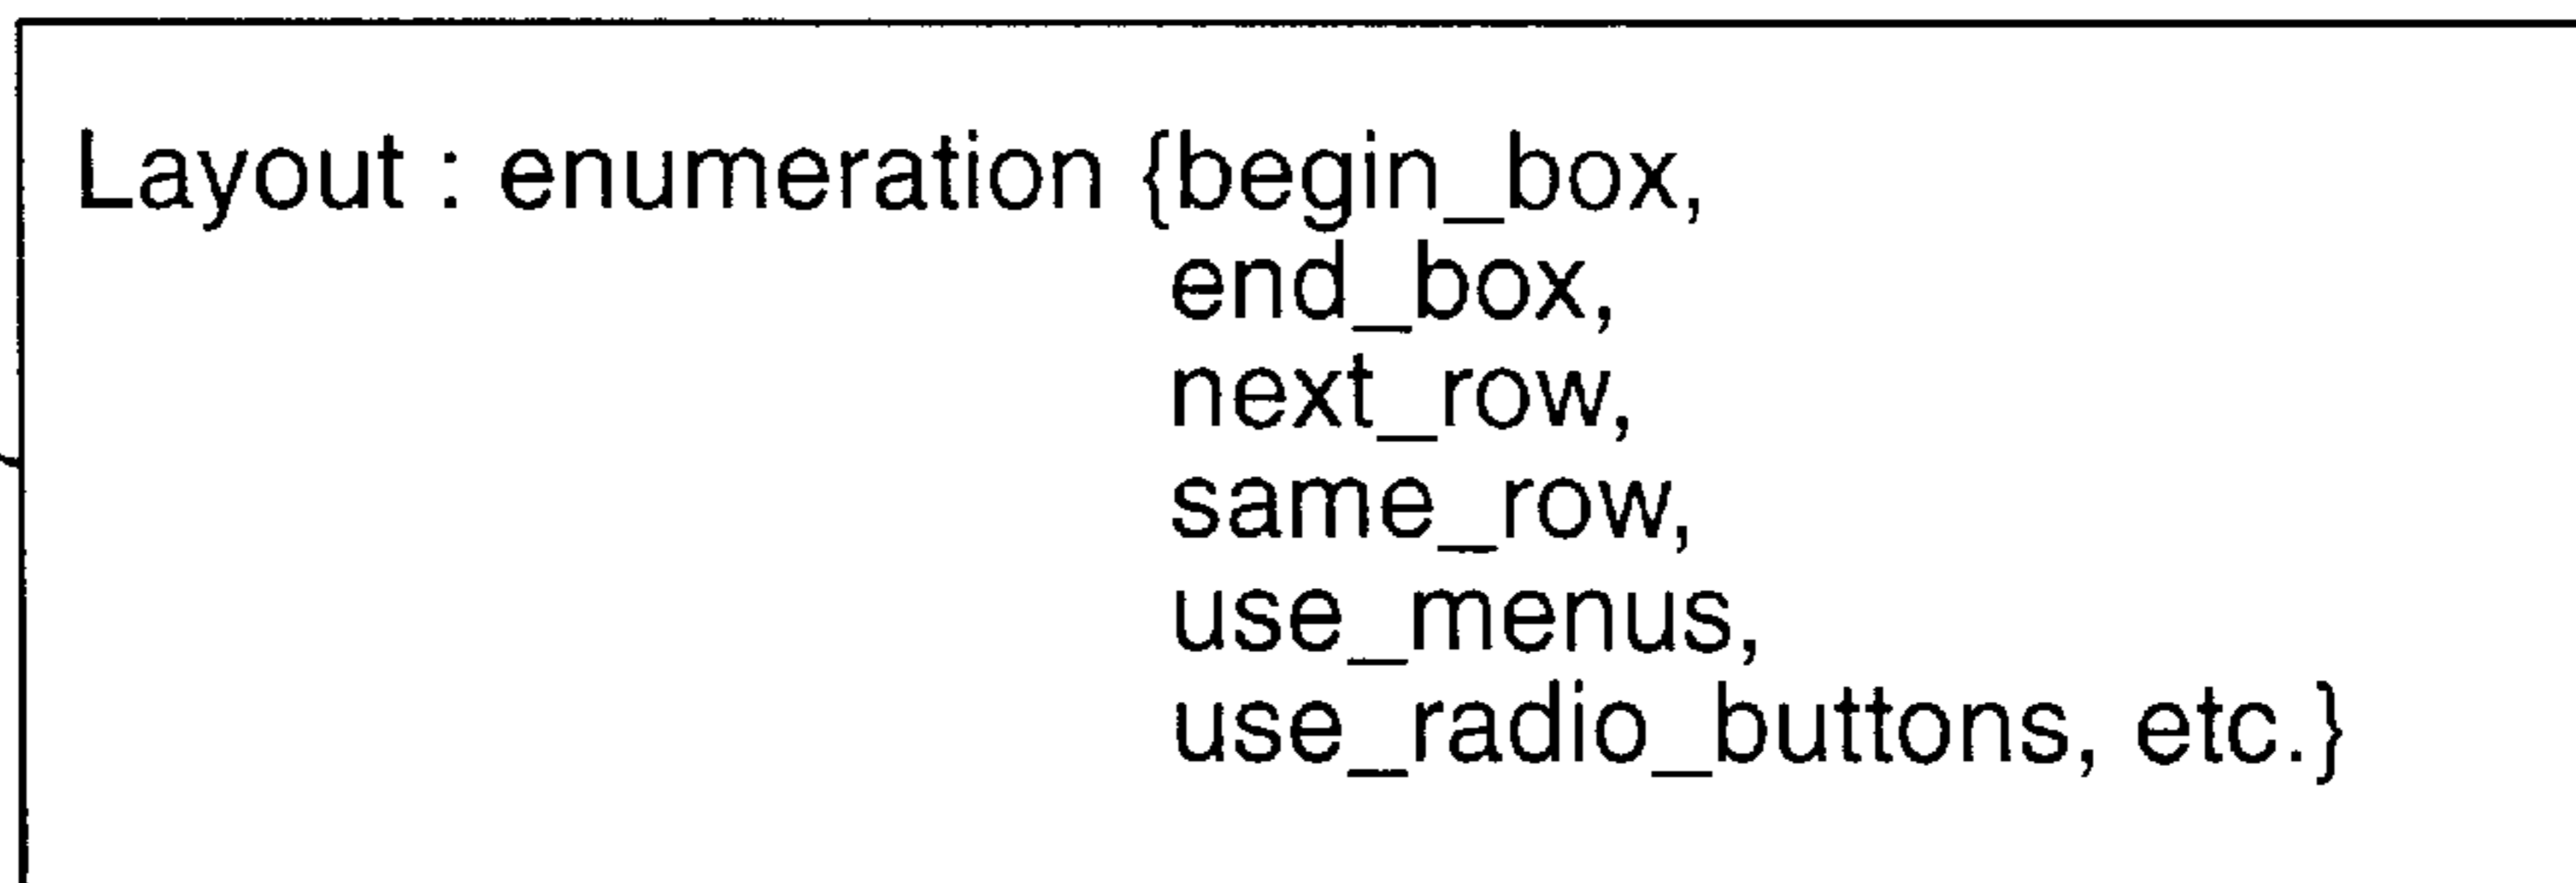 Layout : enumeration {begin_box,
end_box,
next_row,
same_row,
use_menus,
use_radio_buttons, etc.}